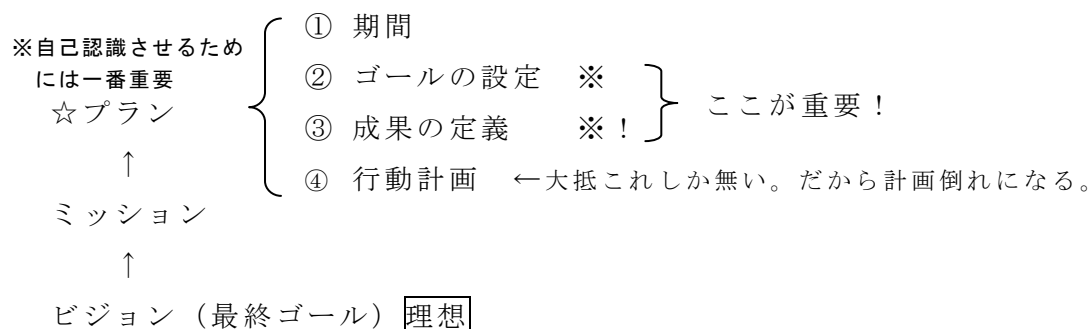 ① 期間
※自己認識させるため
には一番重要
② ゴールの設定 ※
☆プラン
ここが重要！
③ 成果の定義 ※！
↑
④ 行動計画 ←大抵これしか無い。だから計画倒れになる。
ミッション
↑
ビジョン（最終ゴール）理想